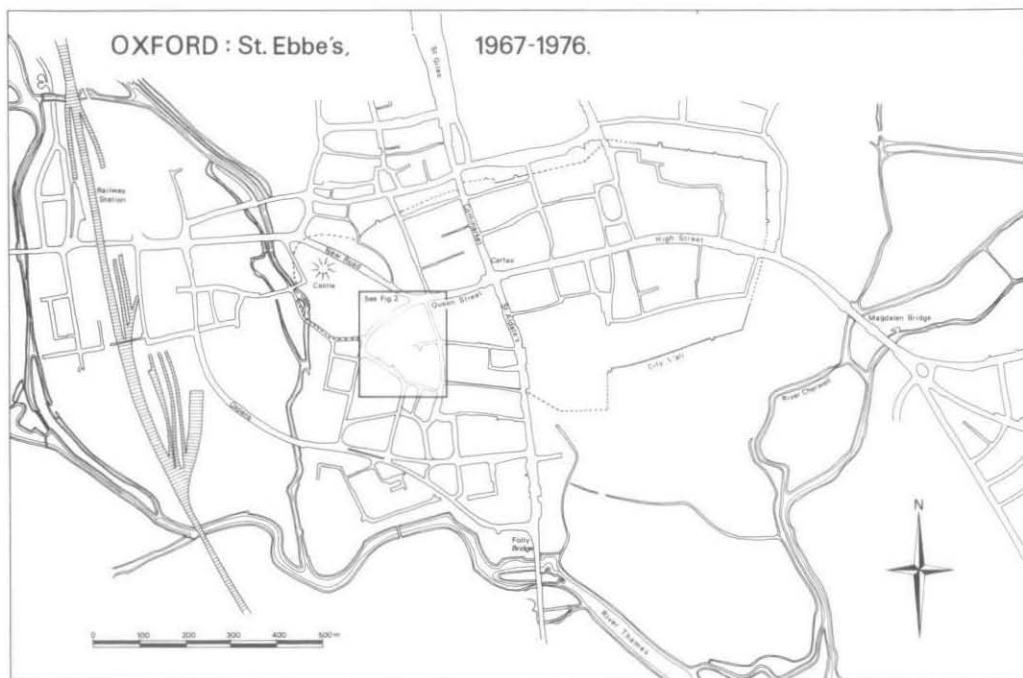 OXFORD : St. Ebbe's, 1967-1976.
St Giles
Railway
Station
Cornmarket
High Street
Carfax
New Road
Castle
See Fig.2
Queen Street
St Aldate's
Magdalen Bridge
City Wall
River Cherwell
N
Folly
Bridge
River Thames
0 100 200 300 400 500 m